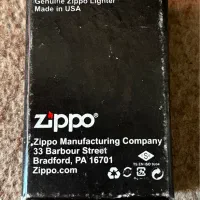 Genuine Zippo Lighter
Made in USA
zippo®
Zippo Manufacturing Company
33 Barbour Street
Bradford, PA 16701
Zippo.com